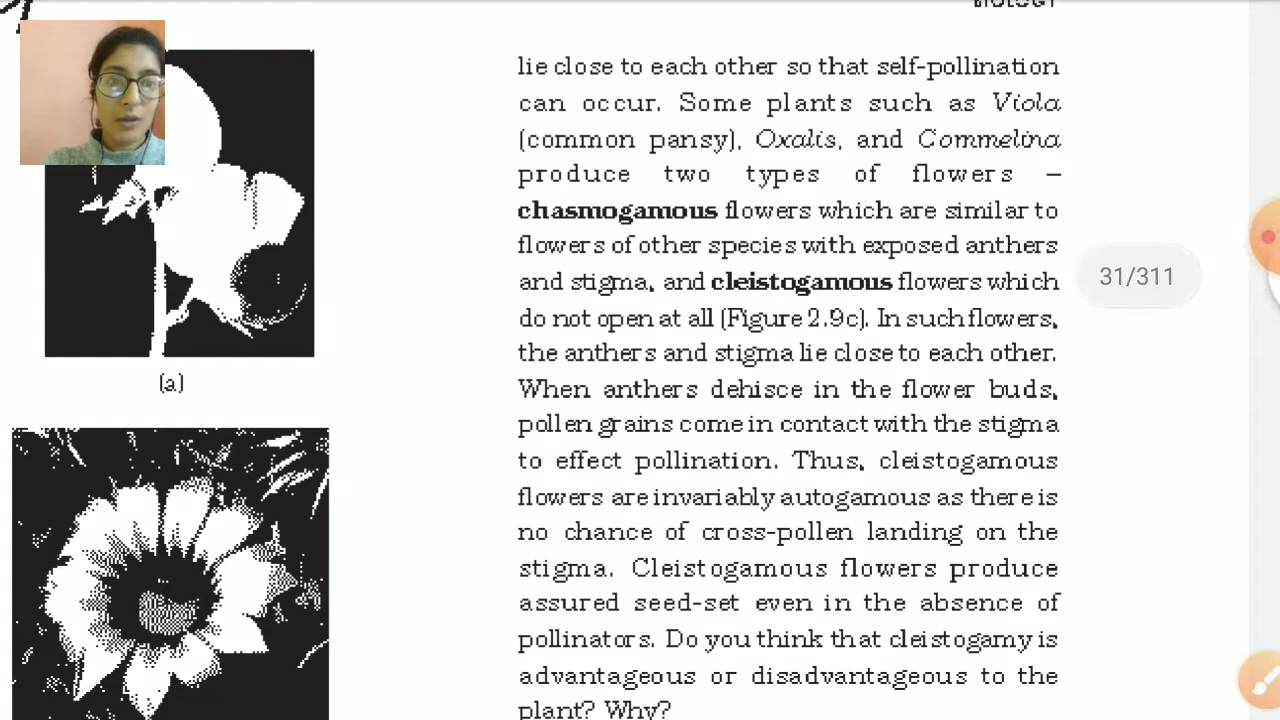 BIOLOGY
lie close to each other so that self-pollination
can occur. Some plants such as Viola
(common pansy), Oxalis, and Commelina
produce two types of flowers –
chasmogamous flowers which are similar to
flowers of other species with exposed anthers
and stigma, and cleistogamous flowers which
do not open at all (Figure 2.9c). In such flowers,
the anthers and stigma lie close to each other.
When anthers dehisce in the flower buds,
pollen grains come in contact with the stigma
to effect pollination. Thus, cleistogamous
flowers are invariably autogamous as there is
no chance of cross-pollen landing on the
stigma. Cleistogamous flowers produce
assured seed-set even in the absence of
pollinators. Do you think that cleistogamy is
advantageous or disadvantageous to the
plant? Why?
31/311
(a)